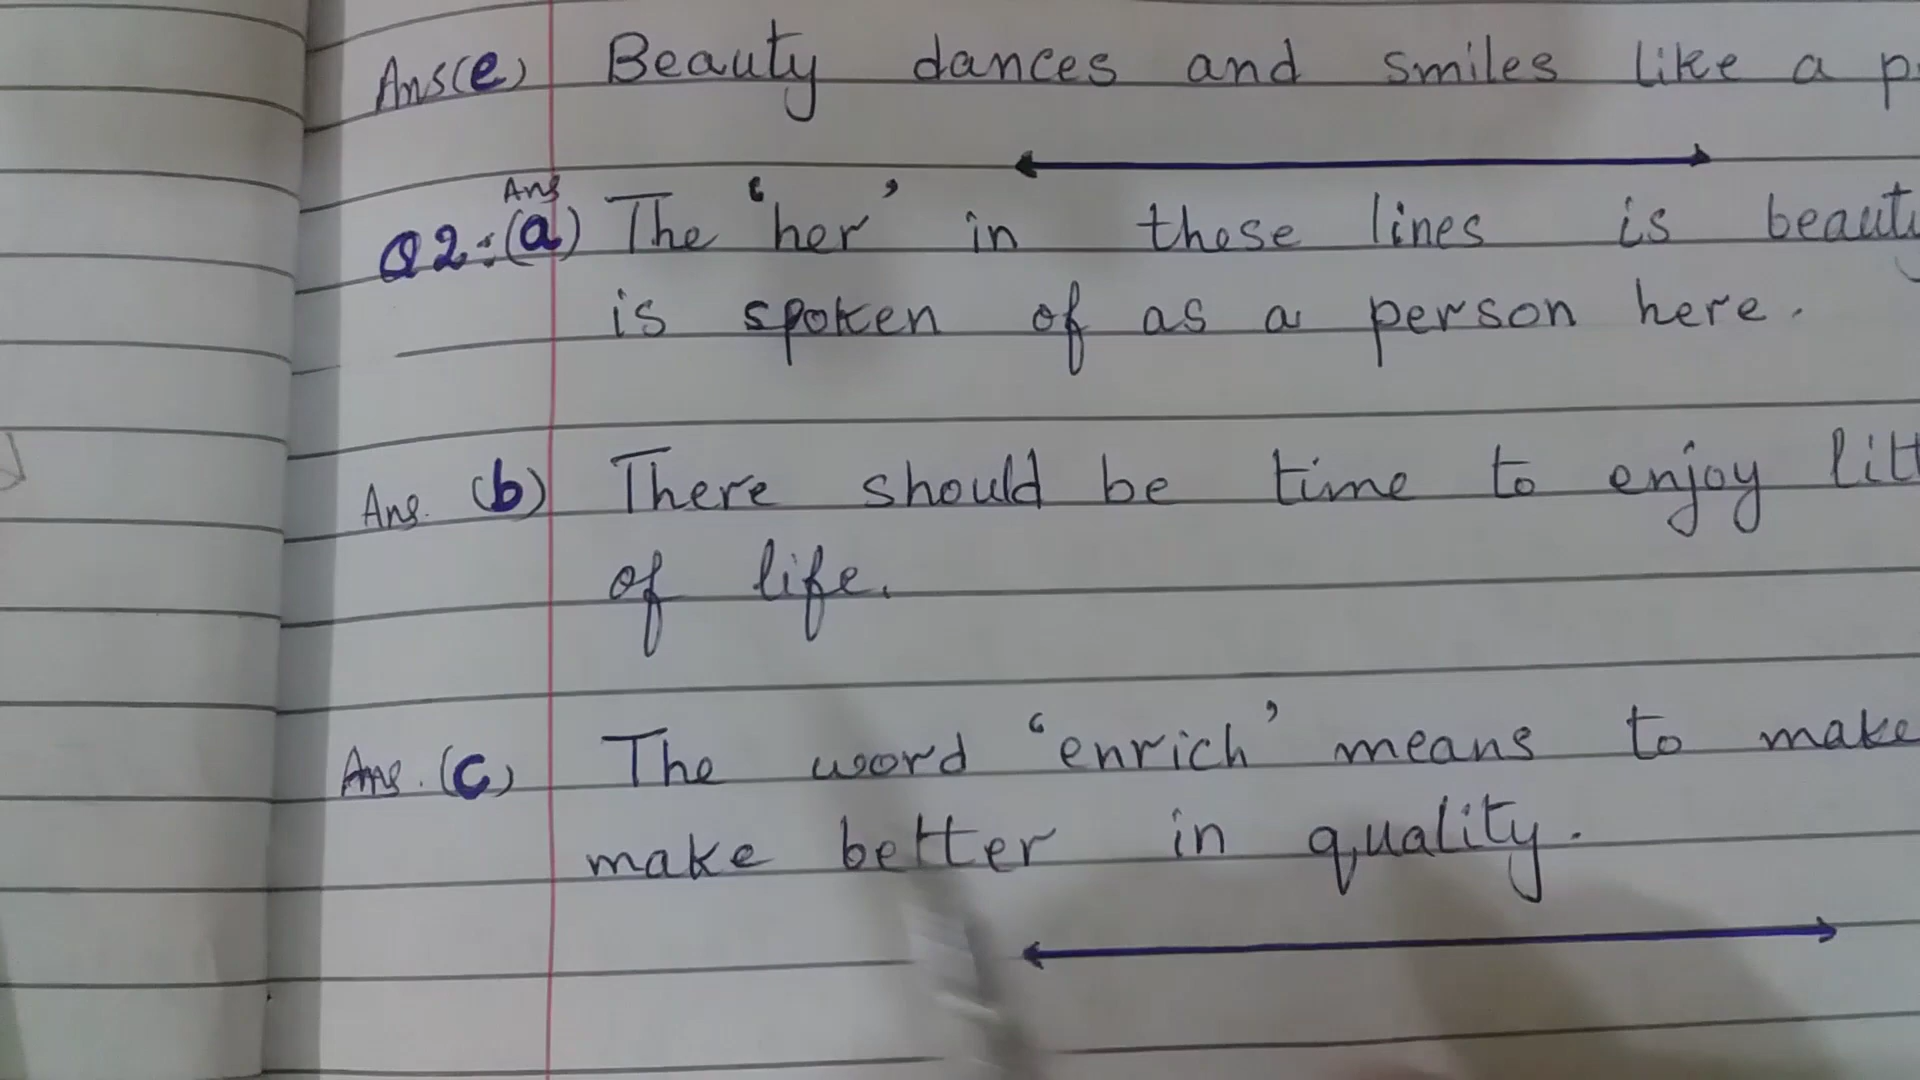 Ans(e) Beauty dances and smiles like a
Ans
Q2:(a) The 'her' in these lines is
is spoken of as a person here.
Ans. (b) There should be time to enjoy
of life.
Ans. (c) The word 'enrich' means to make
make better in quality.